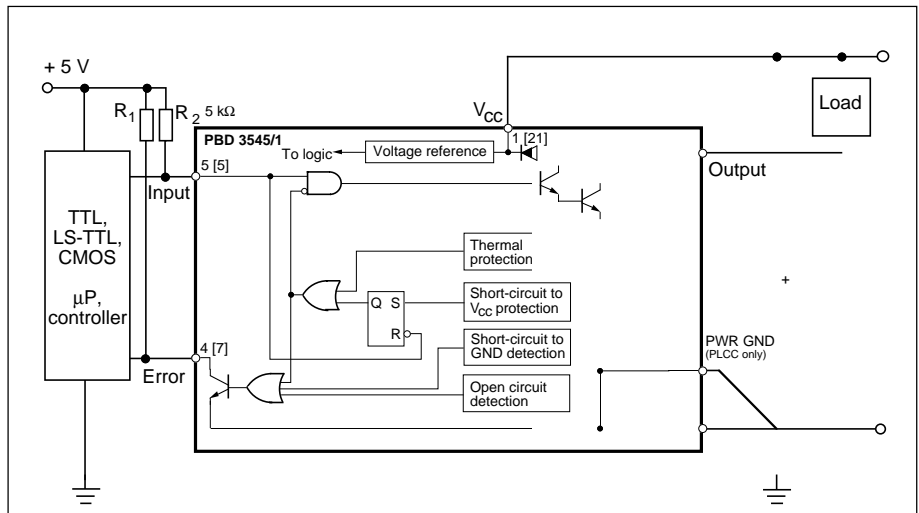 + 5 V
R1
R2 5 kΩ
VCC
Load
PBD 3545/1
1 [21]
To logic
Voltage reference
5 [5]
Input
Output
TTL,
LS-TTL,
CMOS
µP,
controller
Thermal
protection
Q S
R
Short-circuit to
VCC protection
+
4 [7]
Error
Short-circuit to
GND detection
PWR GND
(PLCC only)
Open circuit
detection